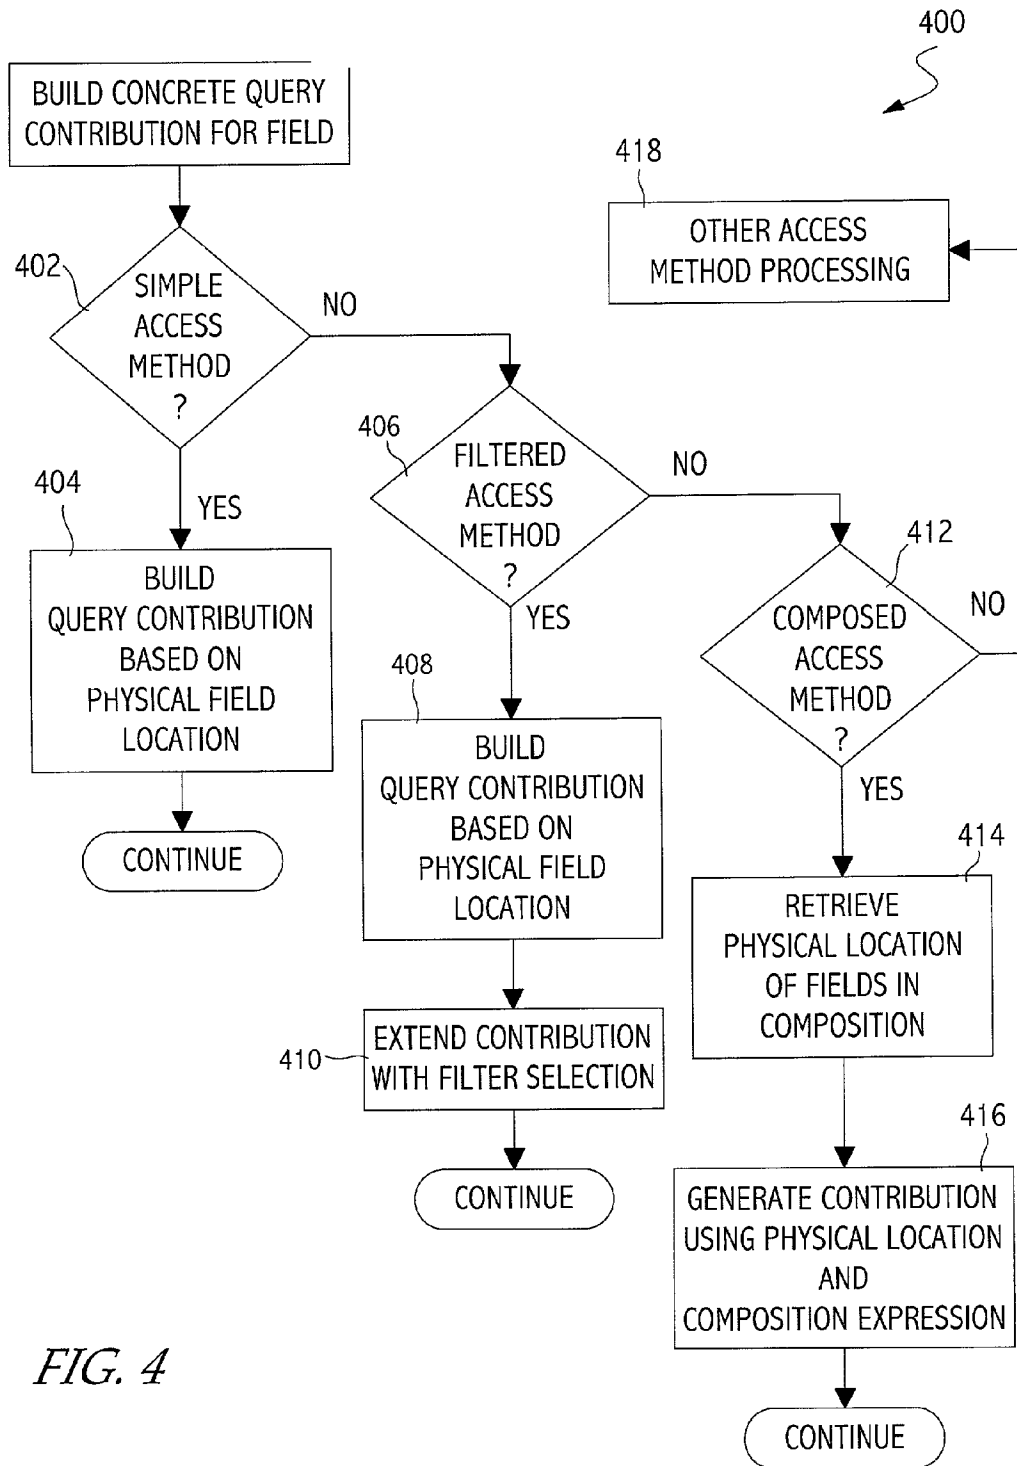 400
BUILD CONCRETE QUERY
CONTRIBUTION FOR FIELD
418
OTHER ACCESS
METHOD PROCESSING
402
SIMPLE
ACCESS
METHOD
?
NO
YES
404
BUILD
QUERY CONTRIBUTION
BASED ON
PHYSICAL FIELD
LOCATION
CONTINUE
406
FILTERED
ACCESS
METHOD
?
NO
YES
408
BUILD
QUERY CONTRIBUTION
BASED ON
PHYSICAL FIELD
LOCATION
410
EXTEND CONTRIBUTION
WITH FILTER SELECTION
CONTINUE
412
COMPOSED
ACCESS
METHOD
?
NO
YES
414
RETRIEVE
PHYSICAL LOCATION
OF FIELDS IN
COMPOSITION
416
GENERATE CONTRIBUTION
USING PHYSICAL LOCATION
AND
COMPOSITION EXPRESSION
CONTINUE
FIG. 4